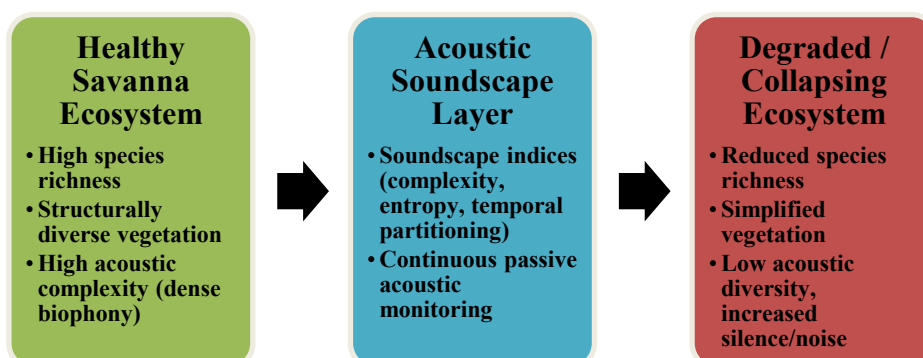 Healthy
Savanna
Ecosystem
• High species
richness
• Structurally
diverse vegetation
• High acoustic
complexity (dense
biophony)
Acoustic
Soundscape
Layer
• Soundscape indices
(complexity,
entropy, temporal
partitioning)
• Continuous passive
acoustic
monitoring
Degraded /
Collapsing
Ecosystem
• Reduced species
richness
• Simplified
vegetation
• Low acoustic
diversity,
increased
silence/noise